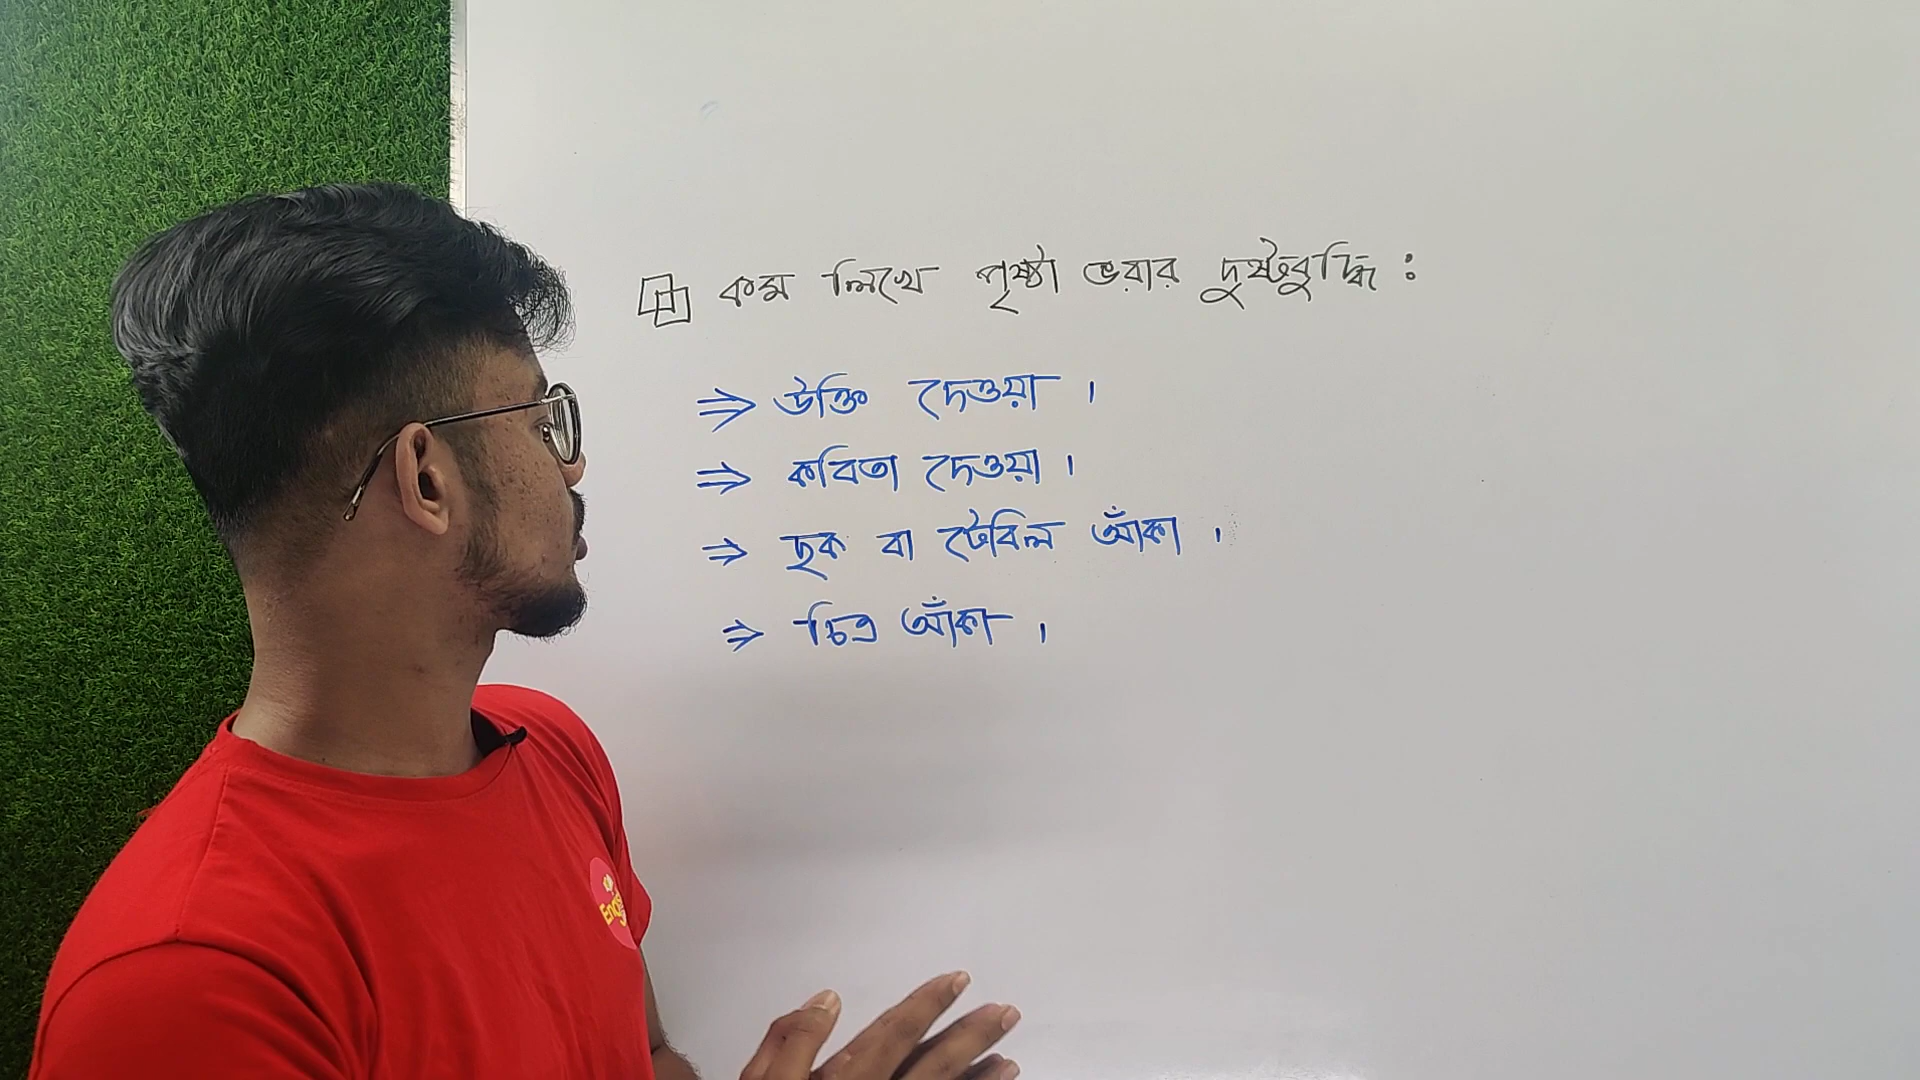 কম লিখে পৃষ্ঠা ভরার দুষ্টবুদ্ধি :
⇒ উক্তি দেওয়া ।
⇒ কবিতা দেওয়া ।
⇒ ছক বা টেবিল আঁকা ।
⇒ চিত্র আঁকা ।